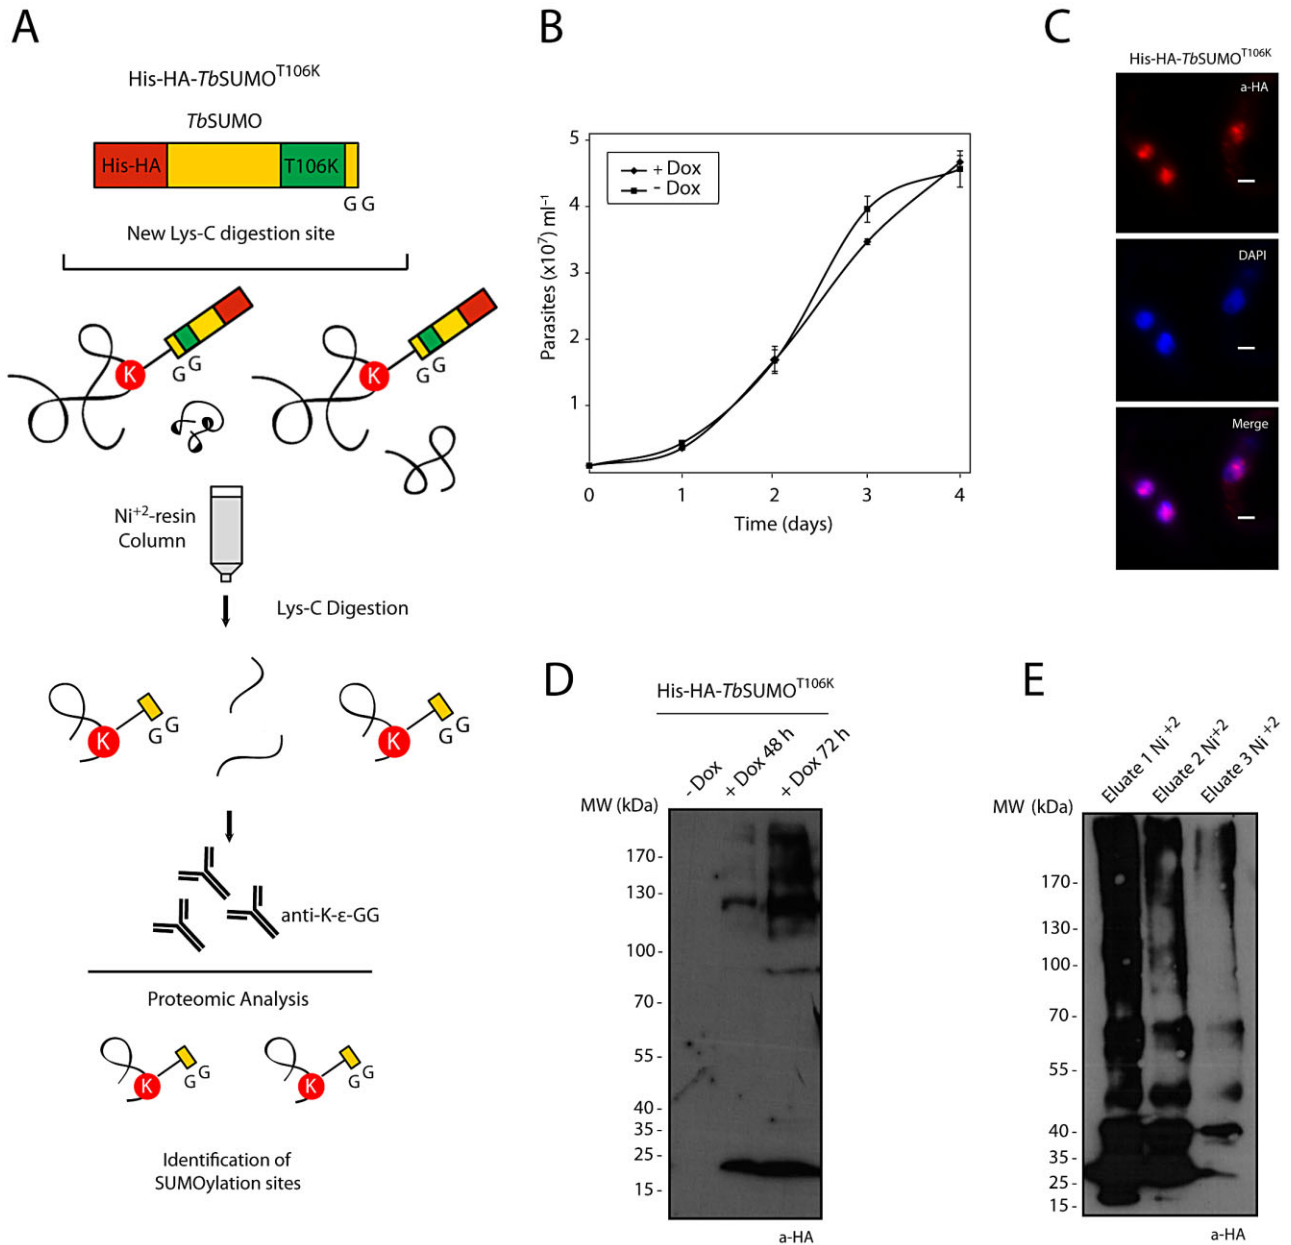 A
His-HA-TbSUMO^T106K
TbSUMO
His-HA
T106K
G G
New Lys-C digestion site
K
G G
K
G G
Ni+2-resin
Column
Lys-C Digestion
K
G G
K
G G
anti-K-ε-GG
Proteomic Analysis
K
G G
K
G G
Identification of
SUMOylation sites
B
5
4
3
2
1
+ Dox
- Dox
Parasites (x10⁷) ml⁻¹
0 1 2 3 4
Time (days)
C
His-HA-TbSUMO^T106K
a-HA
DAPI
Merge
D
His-HA-TbSUMO^T106K
- Dox
+ Dox 48 h
+ Dox 72 h
MW (kDa)
170-
130-
100-
70-
55-
40-
35-
25-
15-
a-HA
E
Eluate 1 Ni +2
Eluate 2 Ni+2
Eluate 3 Ni +2
MW (kDa)
170-
130-
100-
70-
55-
40-
35-
25-
15-
a-HA